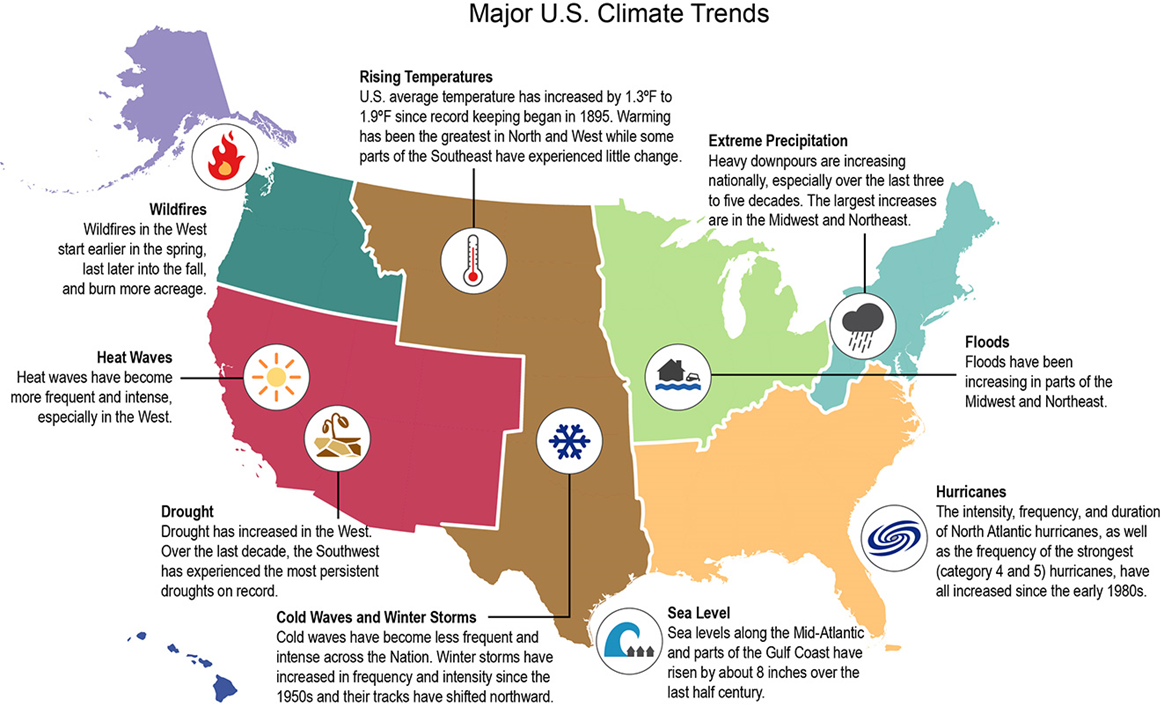 Major U.S. Climate Trends
Rising Temperatures
U.S. average temperature has increased by 1.3ºF to
1.9ºF since record keeping began in 1895. Warming
has been the greatest in North and West while some
parts of the Southeast have experienced little change.
Extreme Precipitation
Heavy downpours are increasing
nationally, especially over the last three
to five decades. The largest increases
are in the Midwest and Northeast.
Wildfires
Wildfires in the West
start earlier in the spring,
last later into the fall,
and burn more acreage.
Heat Waves
Heat waves have become
more frequent and intense,
especially in the West.
Floods
Floods have been
increasing in parts of the
Midwest and Northeast.
Drought
Drought has increased in the West.
Over the last decade, the Southwest
has experienced the most persistent
droughts on record.
Hurricanes
The intensity, frequency, and duration
of North Atlantic hurricanes, as well
as the frequency of the strongest
(category 4 and 5) hurricanes, have
all increased since the early 1980s.
Cold Waves and Winter Storms
Cold waves have become less frequent and
intense across the Nation. Winter storms have
increased in frequency and intensity since the
1950s and their tracks have shifted northward.
Sea Level
Sea levels along the Mid-Atlantic
and parts of the Gulf Coast have
risen by about 8 inches over the
last half century.